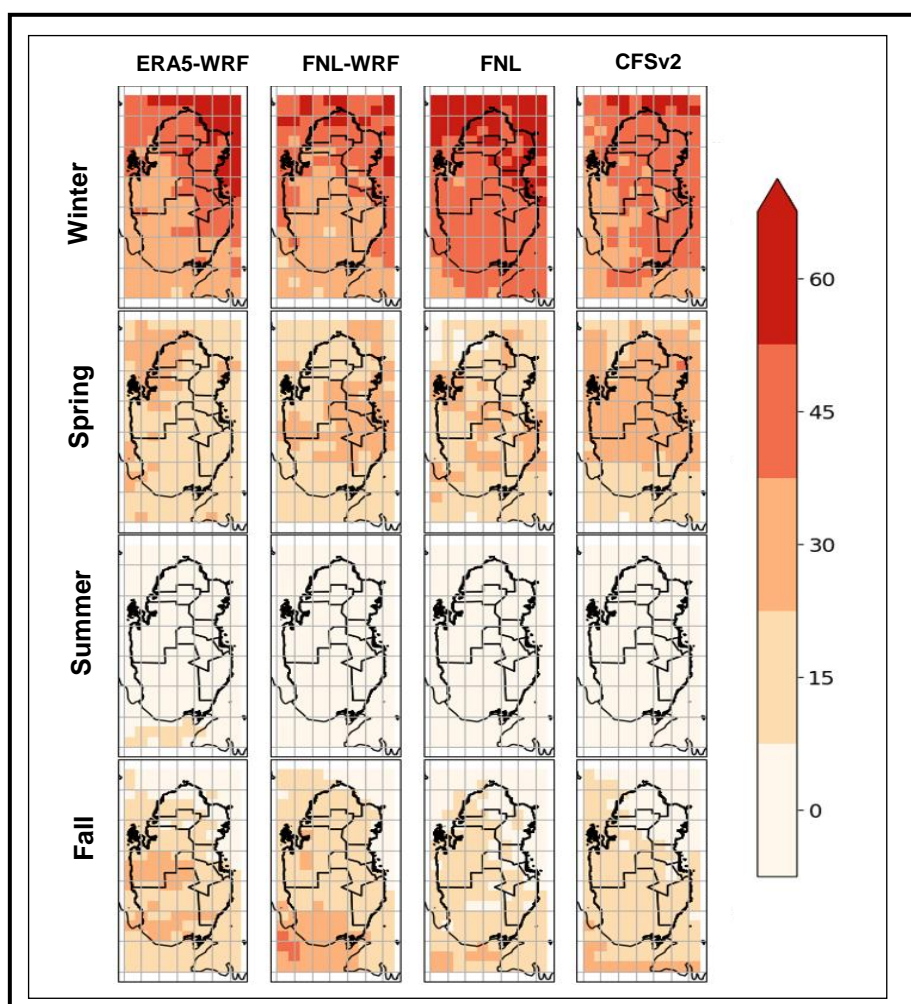 ERA5-WRF FNL-WRF FNL CFSv2
Winter
Spring
Summer
Fall
60
45
30
15
0